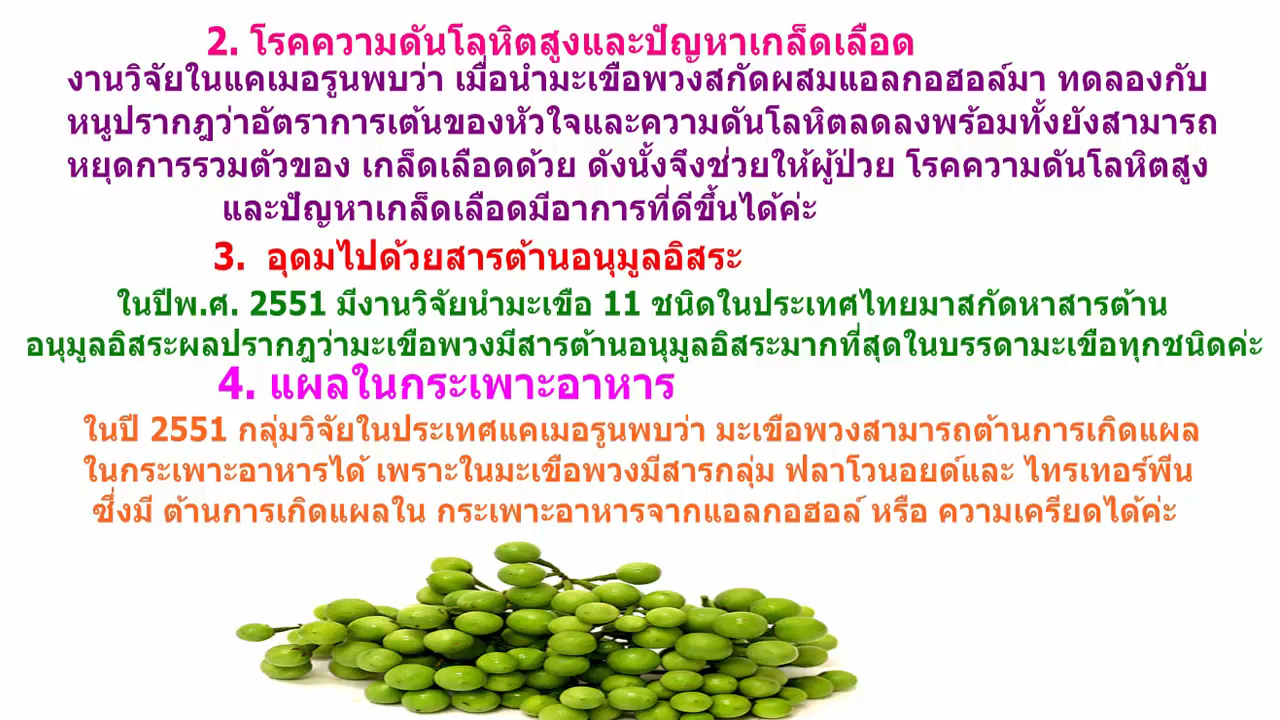 2. โรคความดันโลหิตสูงและปัญหาเกล็ดเลือด
งานวิจัยในแคเมอรูนพบว่า เมื่อนำมะเขือพวงสกัดผสมแอลกอฮอล์มา ทดลองกับ
หนูปรากฏว่าอัตราการเต้นของหัวใจและความดันโลหิตลดลงพร้อมทั้งยังสามารถ
หยุดการรวมตัวของ เกล็ดเลือดด้วย ดังนั้งจึงช่วยให้ผู้ป่วย โรคความดันโลหิตสูง
และปัญหาเกล็ดเลือดมีอาการที่ดีขึ้นได้ค่ะ
3. อุดมไปด้วยสารต้านอนุมูลอิสระ
ในปีพ.ศ. 2551 มีงานวิจัยนำมะเขือ 11 ชนิดในประเทศไทยมาสกัดหาสารต้าน
อนุมูลอิสระผลปรากฏว่ามะเขือพวงมีสารต้านอนุมูลอิสระมากที่สุดในบรรดามะเขือทุกชนิดค่ะ
4. แผลในกระเพาะอาหาร
ในปี 2551 กลุ่มวิจัยในประเทศแคเมอรูนพบว่า มะเขือพวงสามารถต้านการเกิดแผล
ในกระเพาะอาหารได้ เพราะในมะเขือพวงมีสารกลุ่ม ฟลาโวนอยด์และ ไทรเทอร์พีน
ซึ่งมี ต้านการเกิดแผลใน กระเพาะอาหารจากแอลกอฮอล์ หรือ ความเครียดได้ค่ะ